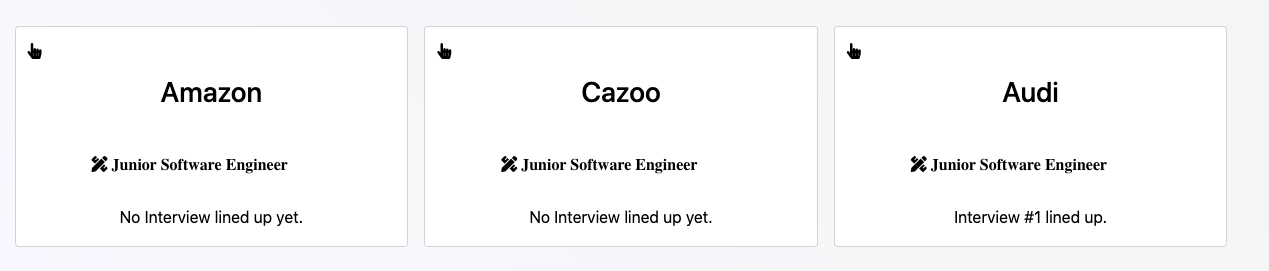 Amazon
Junior Software Engineer
No Interview lined up yet.
Cazoo
Junior Software Engineer
No Interview lined up yet.
Audi
Junior Software Engineer
Interview #1 lined up.